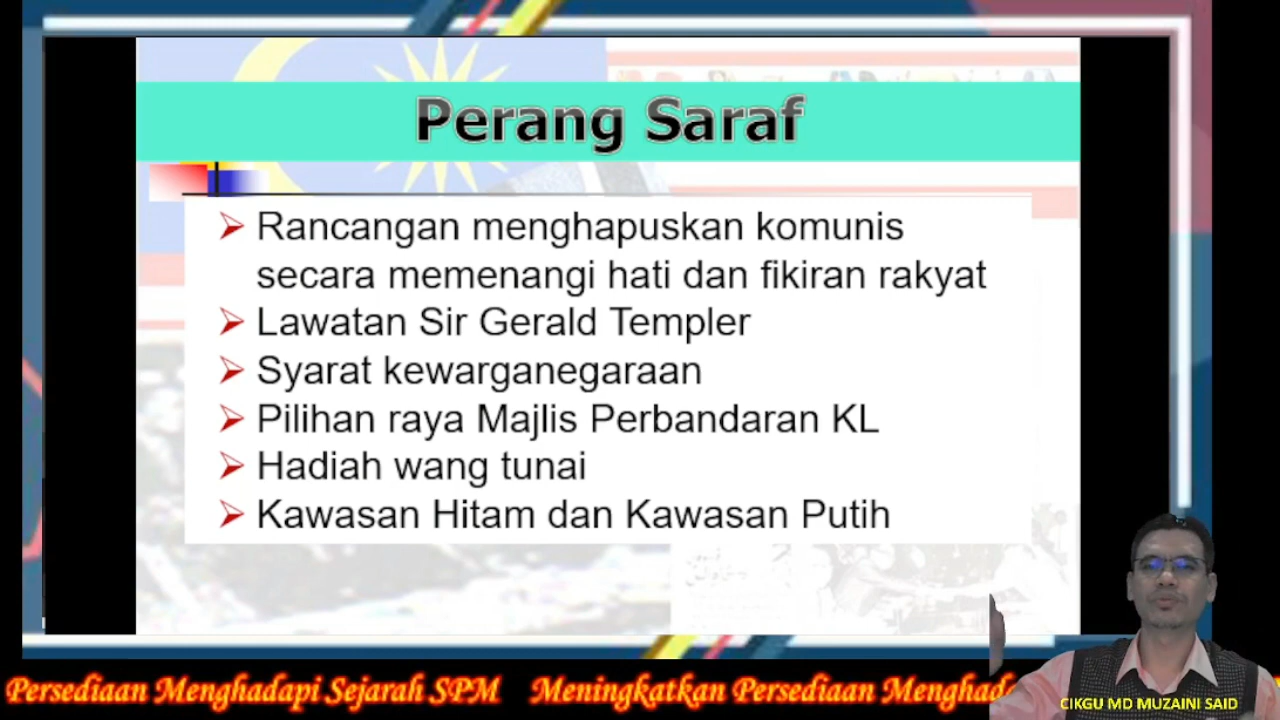 Perang Saraf
Rancangan menghapuskan komunis
secara memenangi hati dan fikiran rakyat
Lawatan Sir Gerald Templer
Syarat kewarganegaraan
Pilihan raya Majlis Perbandaran KL
Hadiah wang tunai
Kawasan Hitam dan Kawasan Putih
Persediaan Menghadapi Sejarah SPM Meningkatkan Persediaan
CIKGU MD MUZAINI SAID